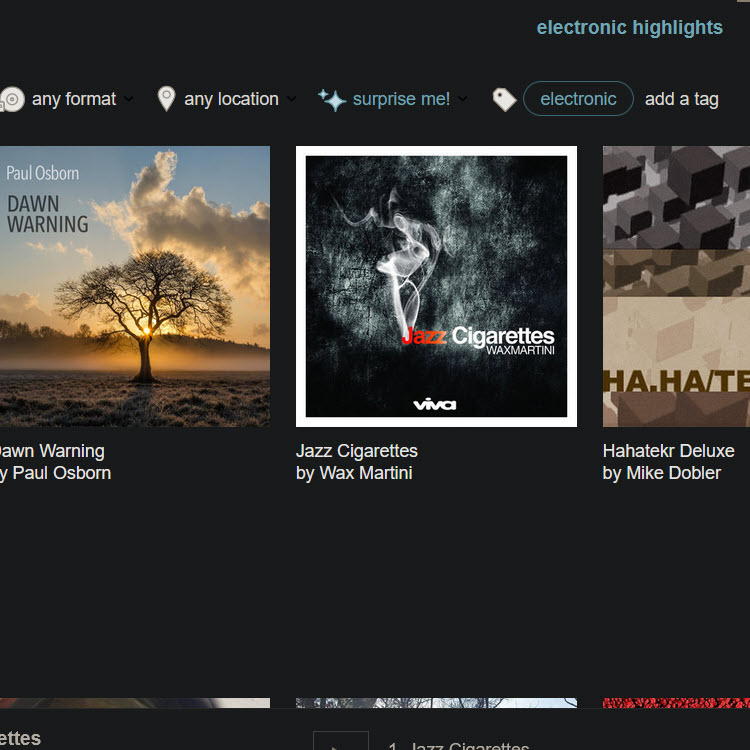 electronic highlights
any format
any location
surprise me!
electronic
add a tag
Paul Osborn
DAWN
WARNING
Jazz Cigarettes
WAXMARTINI
viva
HA.HA/TE
Dawn Warning
by Paul Osborn
Jazz Cigarettes
by Wax Martini
Hahatekr Deluxe
by Mike Dobler
ettes
1. Jazz Cigarettes